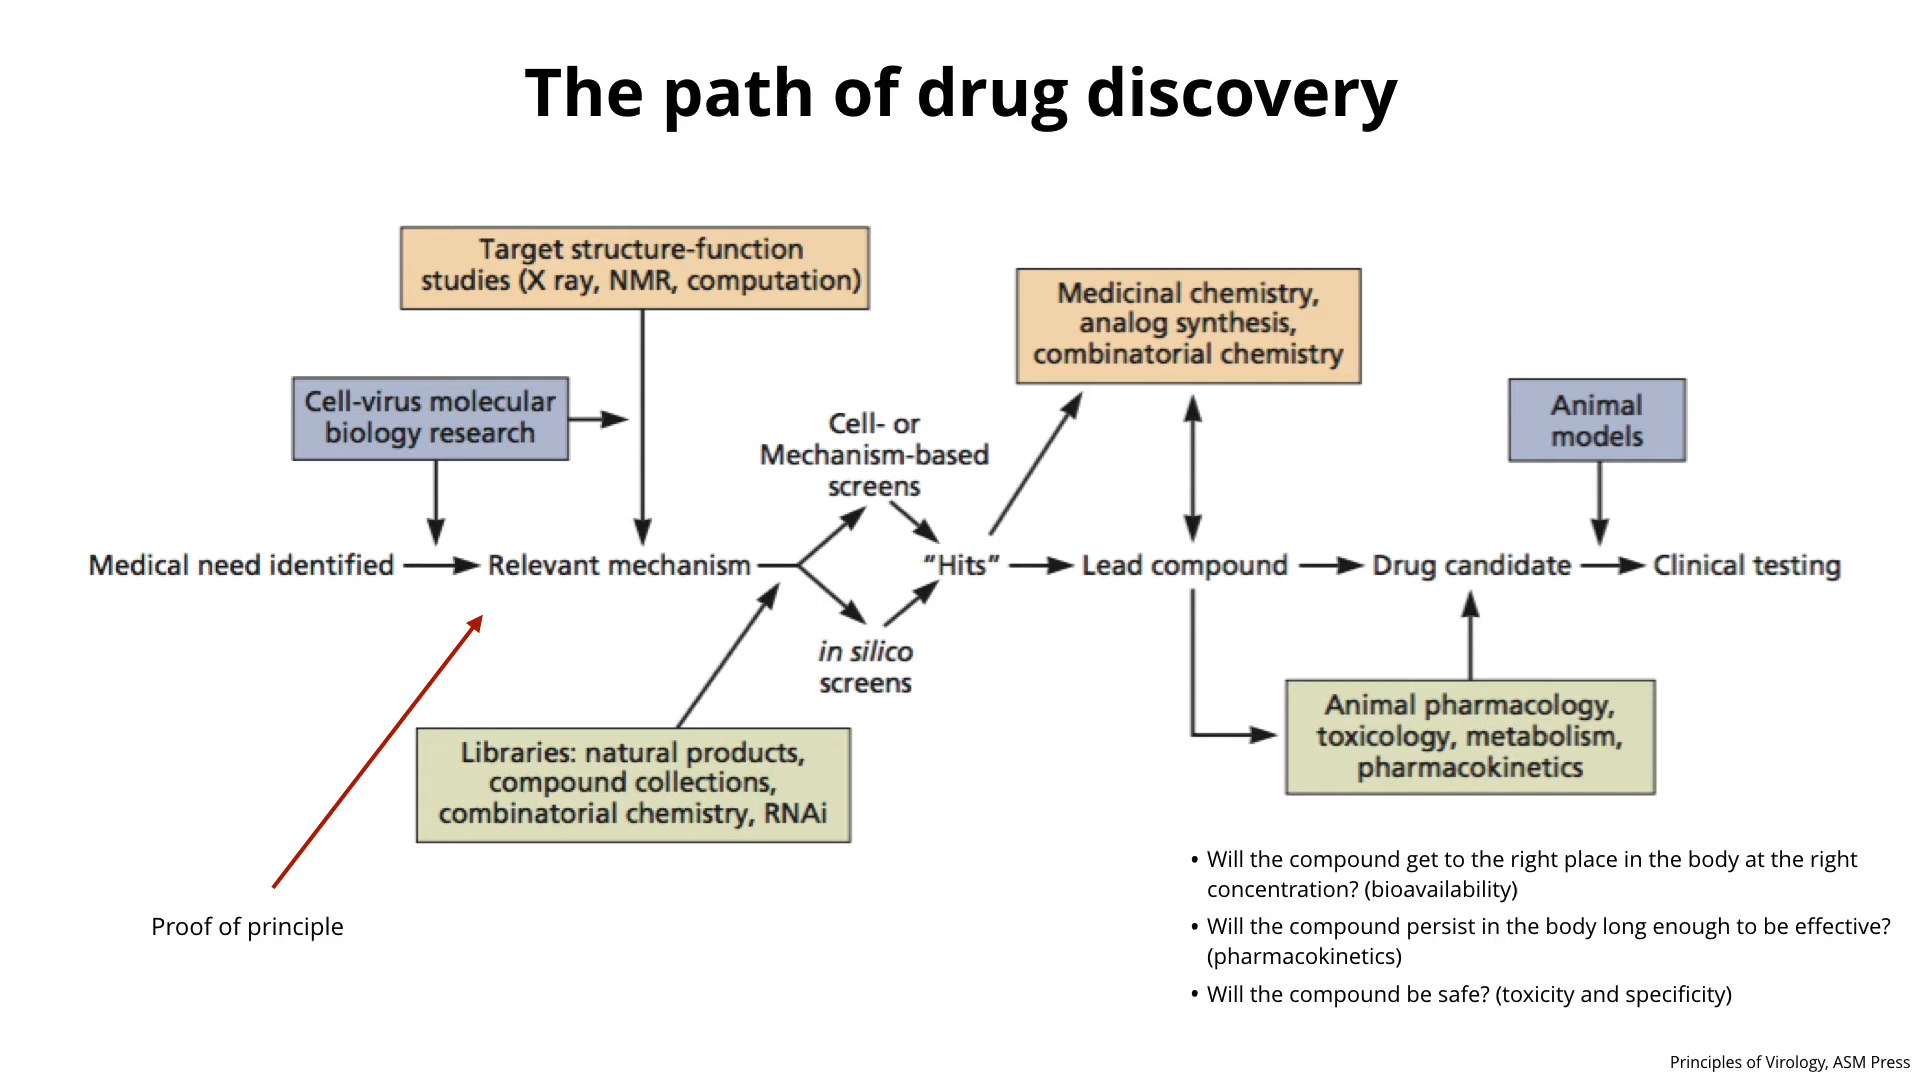 The path of drug discovery
Target structure-function
studies (X ray, NMR, computation)
Medicinal chemistry,
analog synthesis,
combinatorial chemistry
Cell-virus molecular
biology research
Animal
models
Cell- or
Mechanism-based
screens
Medical need identified
Relevant mechanism
“Hits”
Lead compound
Drug candidate
Clinical testing
in silico
screens
Libraries: natural products,
compound collections,
combinatorial chemistry, RNAi
Animal pharmacology,
toxicology, metabolism,
pharmacokinetics
Proof of principle
• Will the compound get to the right place in the body at the right
concentration? (bioavailability)
• Will the compound persist in the body long enough to be effective?
(pharmacokinetics)
• Will the compound be safe? (toxicity and specificity)
Principles of Virology, ASM Press